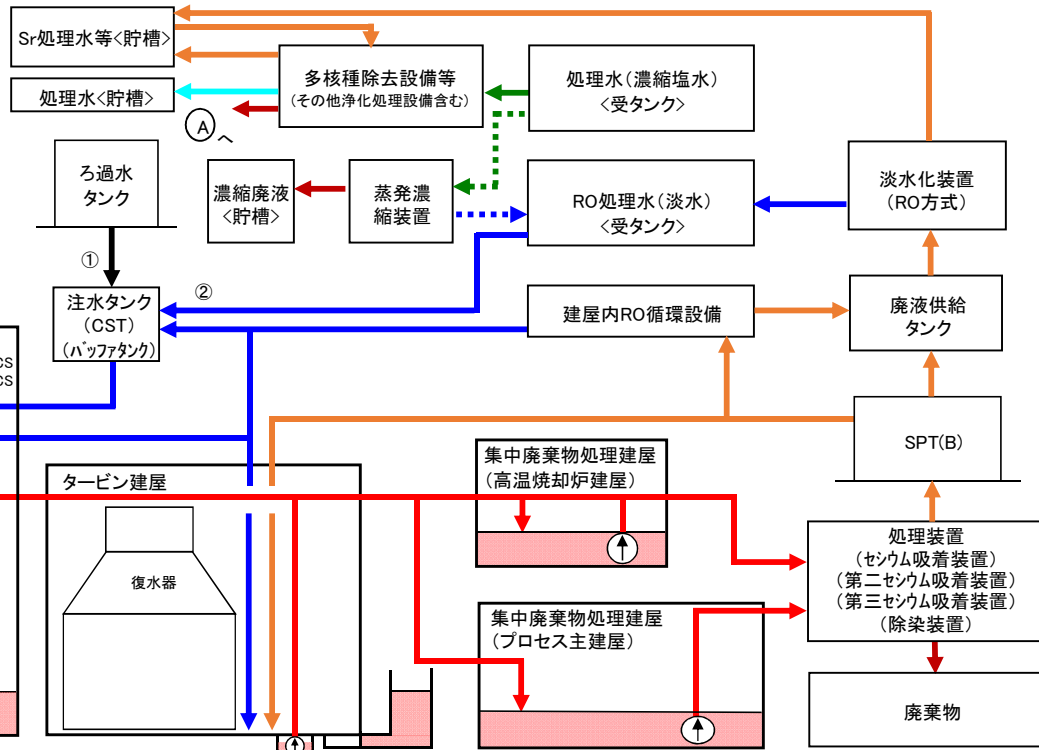 Sr処理水等<貯槽>
処理水<貯槽>
多核種除去設備等
(その他浄化処理設備含む)
処理水(濃縮塩水)
<受タンク>
A へ
ろ過水
タンク
濃縮廃液
<貯槽>
蒸発濃
縮装置
RO処理水(淡水)
<受タンク>
淡水化装置
(RO方式)
①
②
注水タンク
(CST)
(バッファタンク)
建屋内RO循環設備
廃液供給
タンク
CS
CS
SPT(B)
タービン建屋
復水器
集中廃棄物処理建屋
(高温焼却炉建屋)
集中廃棄物処理建屋
(プロセス主建屋)
処理装置
(セシウム吸着装置)
(第二セシウム吸着装置)
(第三セシウム吸着装置)
(除染装置)
廃棄物